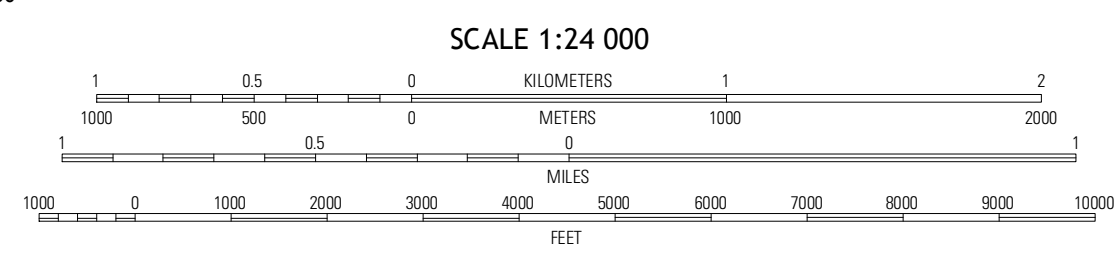 SCALE 1:24 000
1 0.5 0 KILOMETERS 1 2
1000 500 0 METERS 1000 2000
1 0.5 0 1
MILES
1000 0 1000 2000 3000 4000 5000 6000 7000 8000 9000 10000
FEET